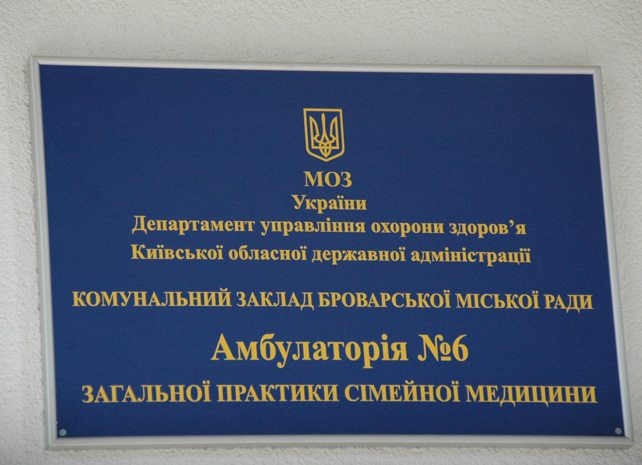 МОЗ
України
Департамент управління охорони здоров’я
Київської обласної державної адміністрації
КОМУНАЛЬНИЙ ЗАКЛАД БРОВАРСЬКОЇ МІСЬКОЇ РАДИ
Амбулаторія №6
ЗАГАЛЬНОЇ ПРАКТИКИ СІМЕЙНОЇ МЕДИЦИНИ